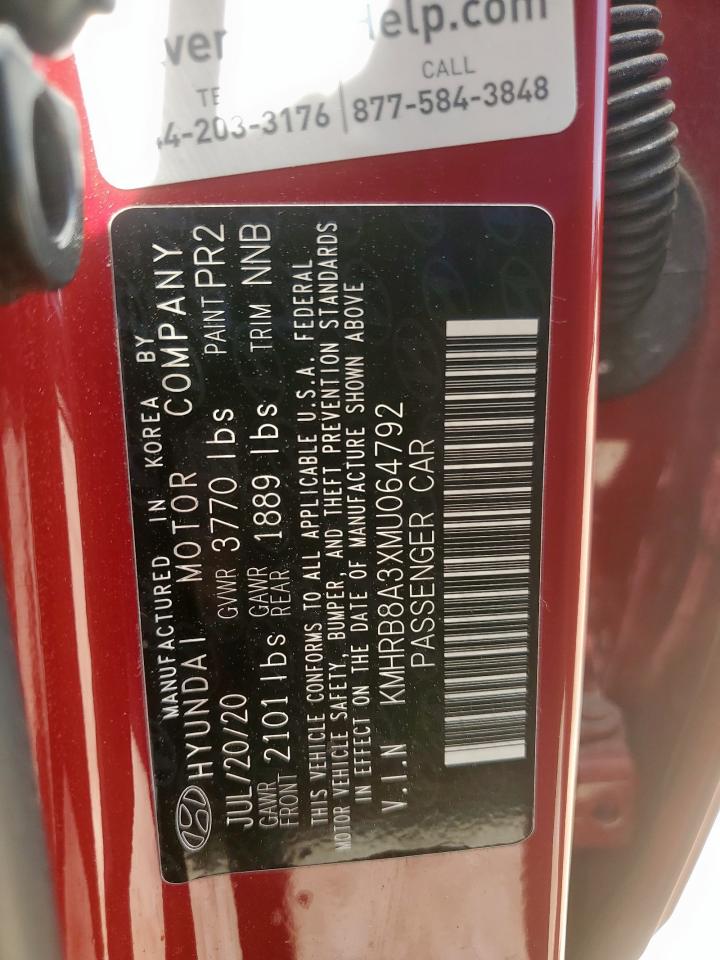 elp.com
CALL
4-203-3176 | 877-584-3848
MANUFACTURED IN KOREA BY
HYUNDAI MOTOR COMPANY
JUL/20/20 GVWR 3770 lbs PAINT PR2
GAWR FRONT 2101 lbs GAWR REAR 1889 lbs TRIM NNB
THIS VEHICLE CONFORMS TO ALL APPLICABLE U.S.A. FEDERAL
MOTOR VEHICLE SAFETY, BUMPER, AND THEFT PREVENTION STANDARDS
IN EFFECT ON THE DATE OF MANUFACTURE SHOWN ABOVE
V.I.N KMHRB8A3XMU064792
PASSENGER CAR